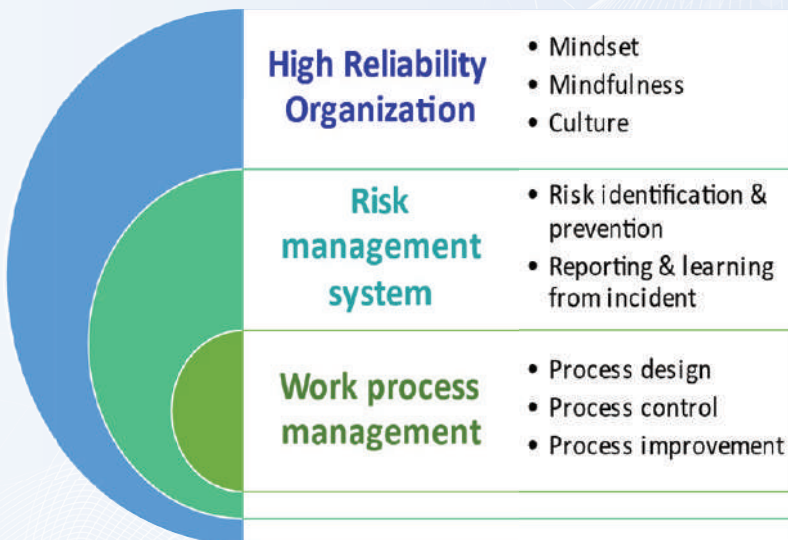 High Reliability
Organization
• Mindset
• Mindfulness
• Culture
Risk
management
system
• Risk identification &
prevention
• Reporting & learning
from incident
Work process
management
• Process design
• Process control
• Process improvement